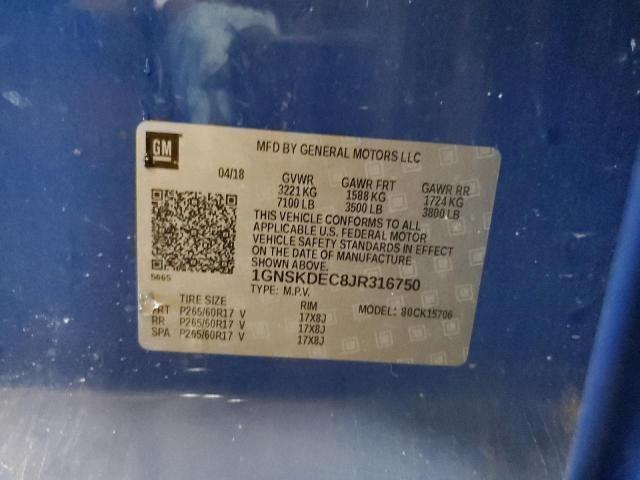 GM
MFD BY GENERAL MOTORS LLC
04/18
GVWR GAWR FRT GAWR RR
3221 KG 1588 KG 1724 KG
7100 LB 3500 LB 3800 LB
THIS VEHICLE CONFORMS TO ALL
APPLICABLE U.S. FEDERAL MOTOR
VEHICLE SAFETY STANDARDS IN EFFECT
ON THE DATE OF MANUFACTURE
SHOWN ABOVE.
5665
1GNSKDEC8JR316750
TYPE: M.P.V.
TIRE SIZE RIM MODEL: 80CK15706
FRT P265/60R17 V 17X8J
RR P265/60R17 V 17X8J
SPA P265/60R17 V 17X8J